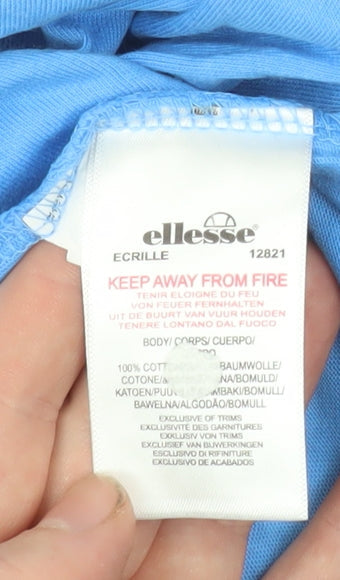 ellesse
ECRILLE 12821
KEEP AWAY FROM FIRE
TENIR ELOIGNE DU FEU
VON FEUER FERNHALTEN
UIT DE BUURT VAN VUUR HOUDEN
TENERE LONTANO DAL FUOCO
BODY/ CORPS/ CUERPO/
100% BAUMWOLLE/
COTONE/ BOMULD/
KATOEN/ BOMULL/
BAWELNA/ALGODÃO/BOMULL
EXCLUSIVE OF TRIMS
EXCLUSIVITÉ DES GARNITURES
EXKLUSIV VON TRIMS
EXCLUSIEF VAN BIJWERKINGEN
ESCLUSIVO DI RIFINITURE
EXCLUSIVO DE ACABADOS